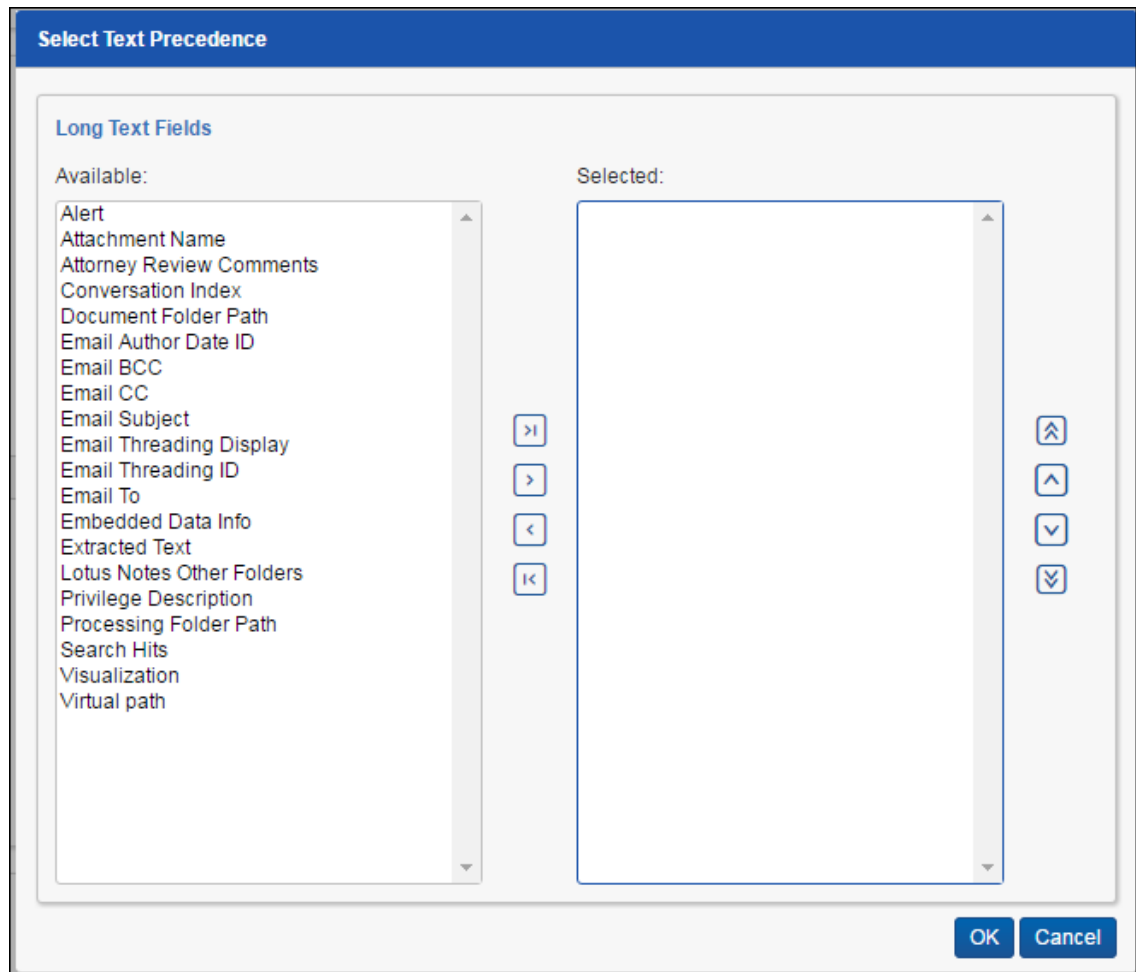 Select Text Precedence
Long Text Fields
Available:
Selected:
Alert
Attachment Name
Attorney Review Comments
Conversation Index
Document Folder Path
Email Author Date ID
Email BCC
Email CC
Email Subject
Email Threading Display
Email Threading ID
Email To
Embedded Data Info
Extracted Text
Lotus Notes Other Folders
Privilege Description
Processing Folder Path
Search Hits
Visualization
Virtual path
OK
Cancel